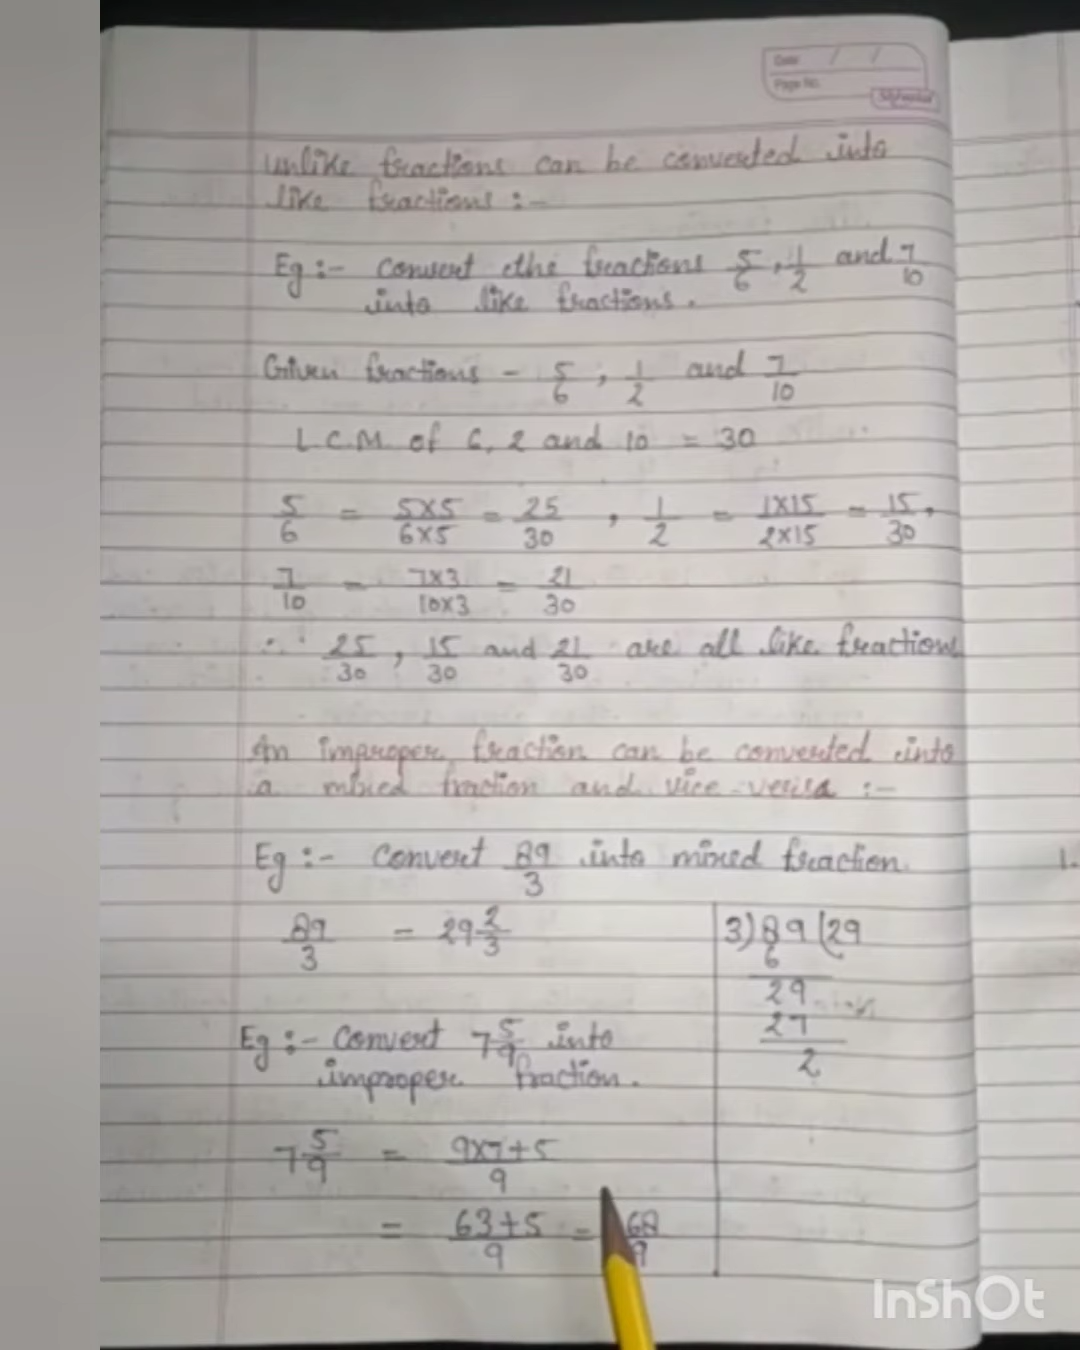 Date / /
Page No.
unlike fractions can be converted into
like fractions :-
Eg :- Convert the fractions 5/6, 1/2 and 7/10
into like fractions.
Given fractions - 5/6, 1/2 and 7/10
L.C.M. of 6, 2 and 10 = 30
5/6 = 5×5/6×5 = 25/30, 1/2 = 1×15/2×15 = 15/30,
7/10 = 7×3/10×3 = 21/30
∴ 25/30, 15/30 and 21/30 are all like fractions
An improper fraction can be converted into
a mixed fraction and vice-versa :-
Eg :- Convert 89/3 into mixed fraction.
1.
89/3 = 29 2/3
3)89(29
6
29
27
2
Eg :- Convert 7 5/9 into
improper fraction.
7 5/9 = 9×7+5/9
= 63+5/9 = 68/9
InShOt